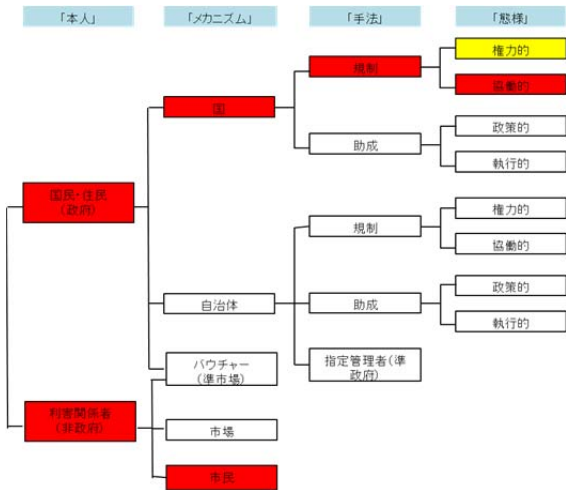 「本人」
「メカニズム」
「手法」
「態様」
権力的
規制
協働的
国
政策的
助成
執行的
国民・住民
(政府)
権力的
規制
協働的
自治体
政策的
助成
執行的
バウチャー
(準市場)
指定管理者(準
政府)
利害関係者
(非政府)
市場
市民